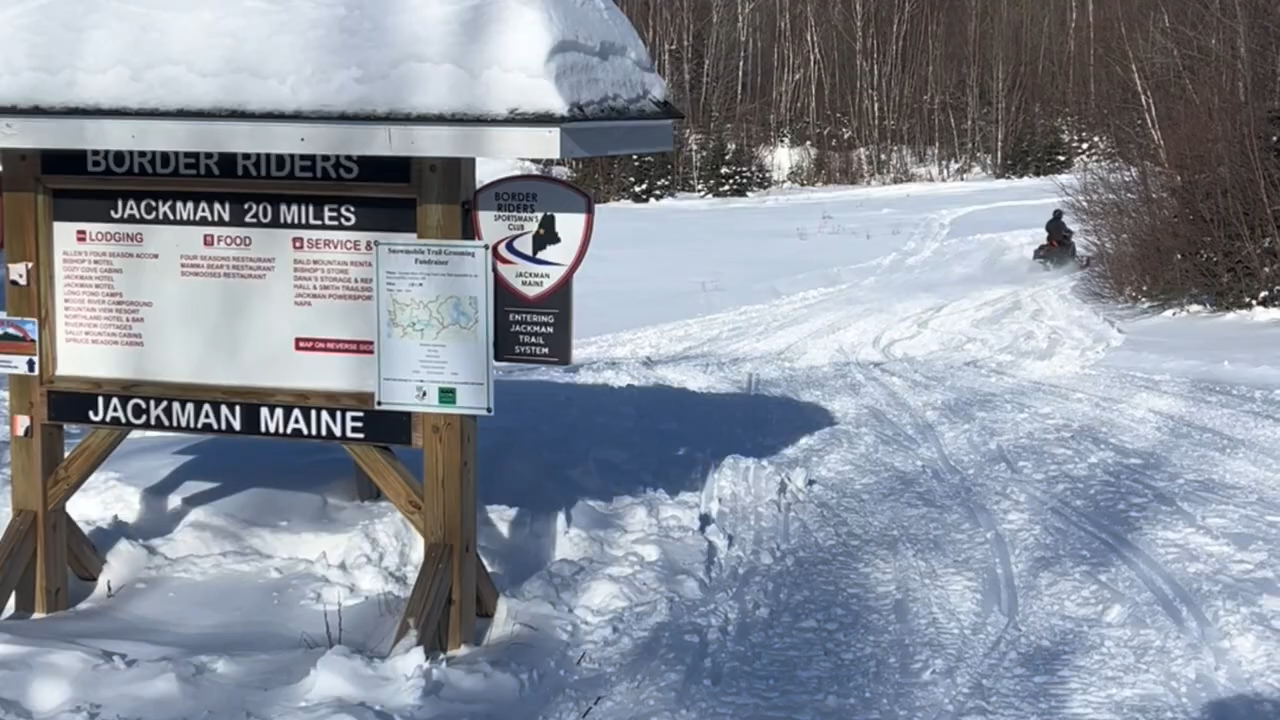 BORDER RIDERS
JACKMAN 20 MILES
LODGING
ALLEN'S FOUR SEASON ACCOM
BISHOP'S MOTEL
COZY COVE CABINS
JACKMAN HOTEL
JACKMAN MOTEL
LONG POND CAMPS
MOOSE RIVER CAMPGROUND
MOUNTAIN VIEW RESORT
NORTHLAND HOTEL & BAR
RIVERVIEW COTTAGES
SALLY MOUNTAIN CABINS
SPRUCE MEADOW CABINS
FOOD
FOUR SEASONS RESTAURANT
MAMMA BEAR'S RESTAURANT
SCHMOOSES RESTAURANT
SERVICE &
BALD MOUNTAIN RENTA
BISHOP'S STORE
DANA'S STORAGE & REP
HALL & SMITH TRAILSID
JACKMAN POWERSPOR
NAPA
MAP ON REVERSE SIDE
JACKMAN MAINE
Snowmobile Trail Grooming
Fundraiser
BORDER
RIDERS
SPORTSMAN'S
CLUB
JACKMAN
MAINE
ENTERING
JACKMAN
TRAIL
SYSTEM